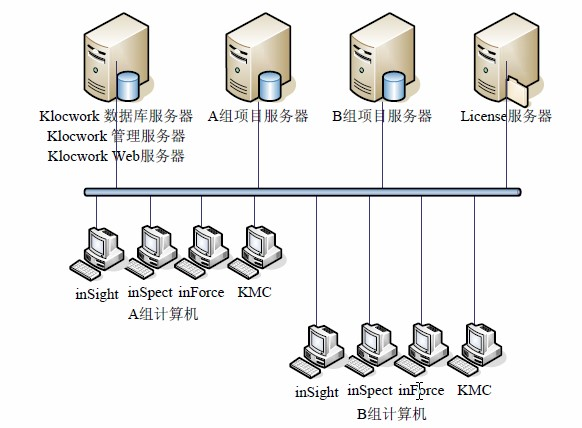 Klocwork 数据库服务器
Klocwork 管理服务器
Klocwork Web服务器
A组项目服务器
B组项目服务器
License服务器
inSight
inSpect
inForce
KMC
A组计算机
inSight
inSpect
inForce
KMC
B组计算机